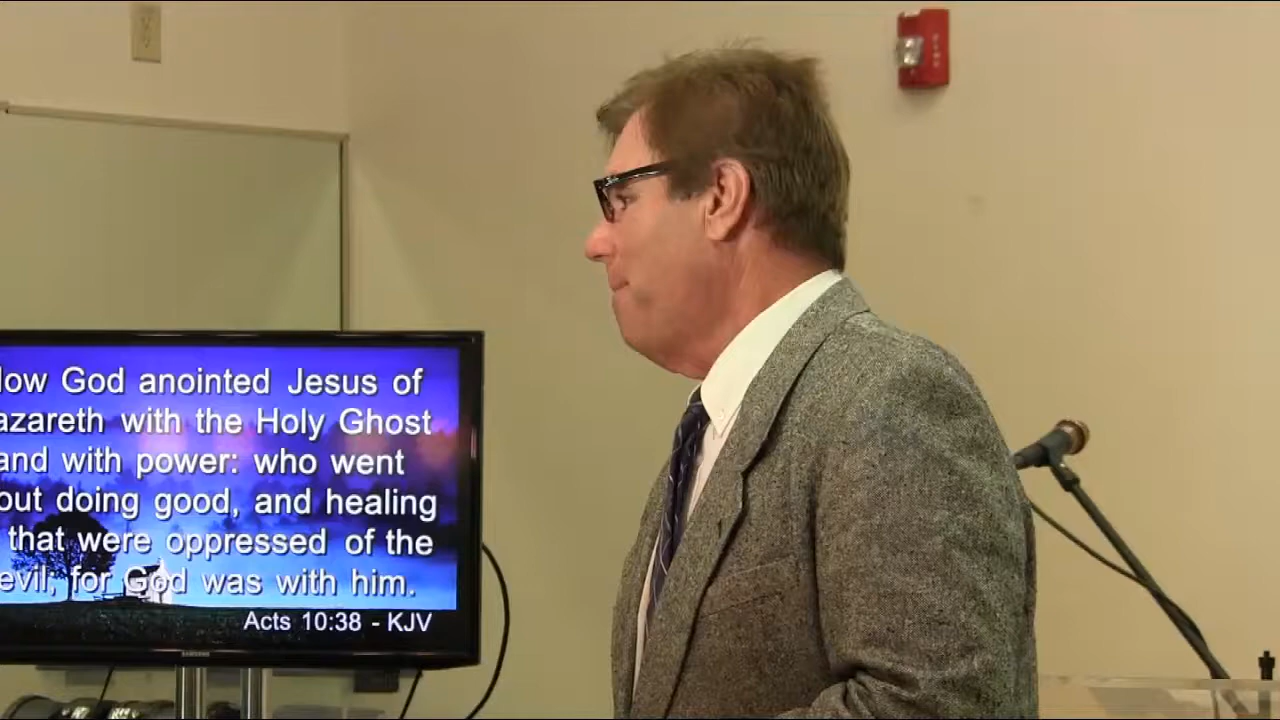 low God anointed Jesus of
azareth with the Holy Ghost
and with power: who went
out doing good, and healing
that were oppressed of the
evil; for God was with him.
Acts 10:38 - KJV
SAMSUNG